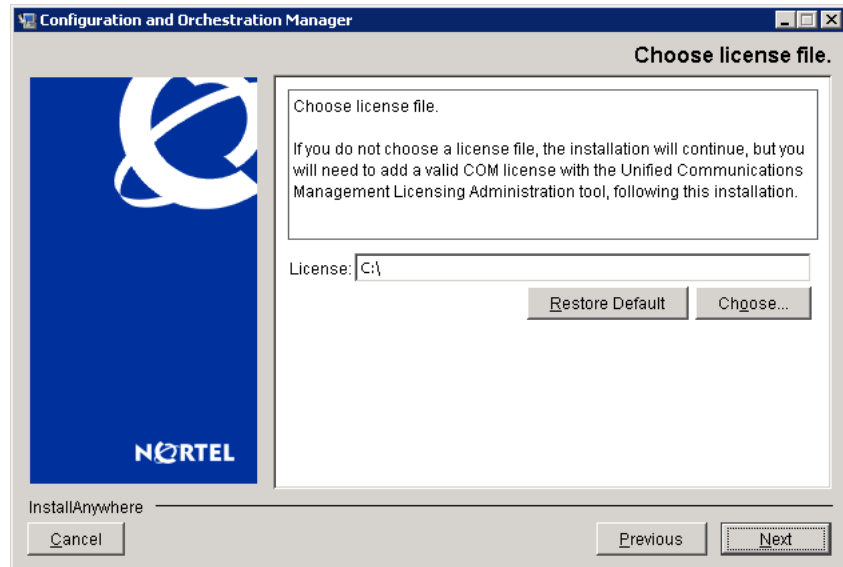 Configuration and Orchestration Manager
Choose license file.
Choose license file.
If you do not choose a license file, the installation will continue, but you
will need to add a valid COM license with the Unified Communications
Management Licensing Administration tool, following this installation.
License: C:\
Restore Default Choose...
NORTEL
InstallAnywhere
Cancel Previous Next